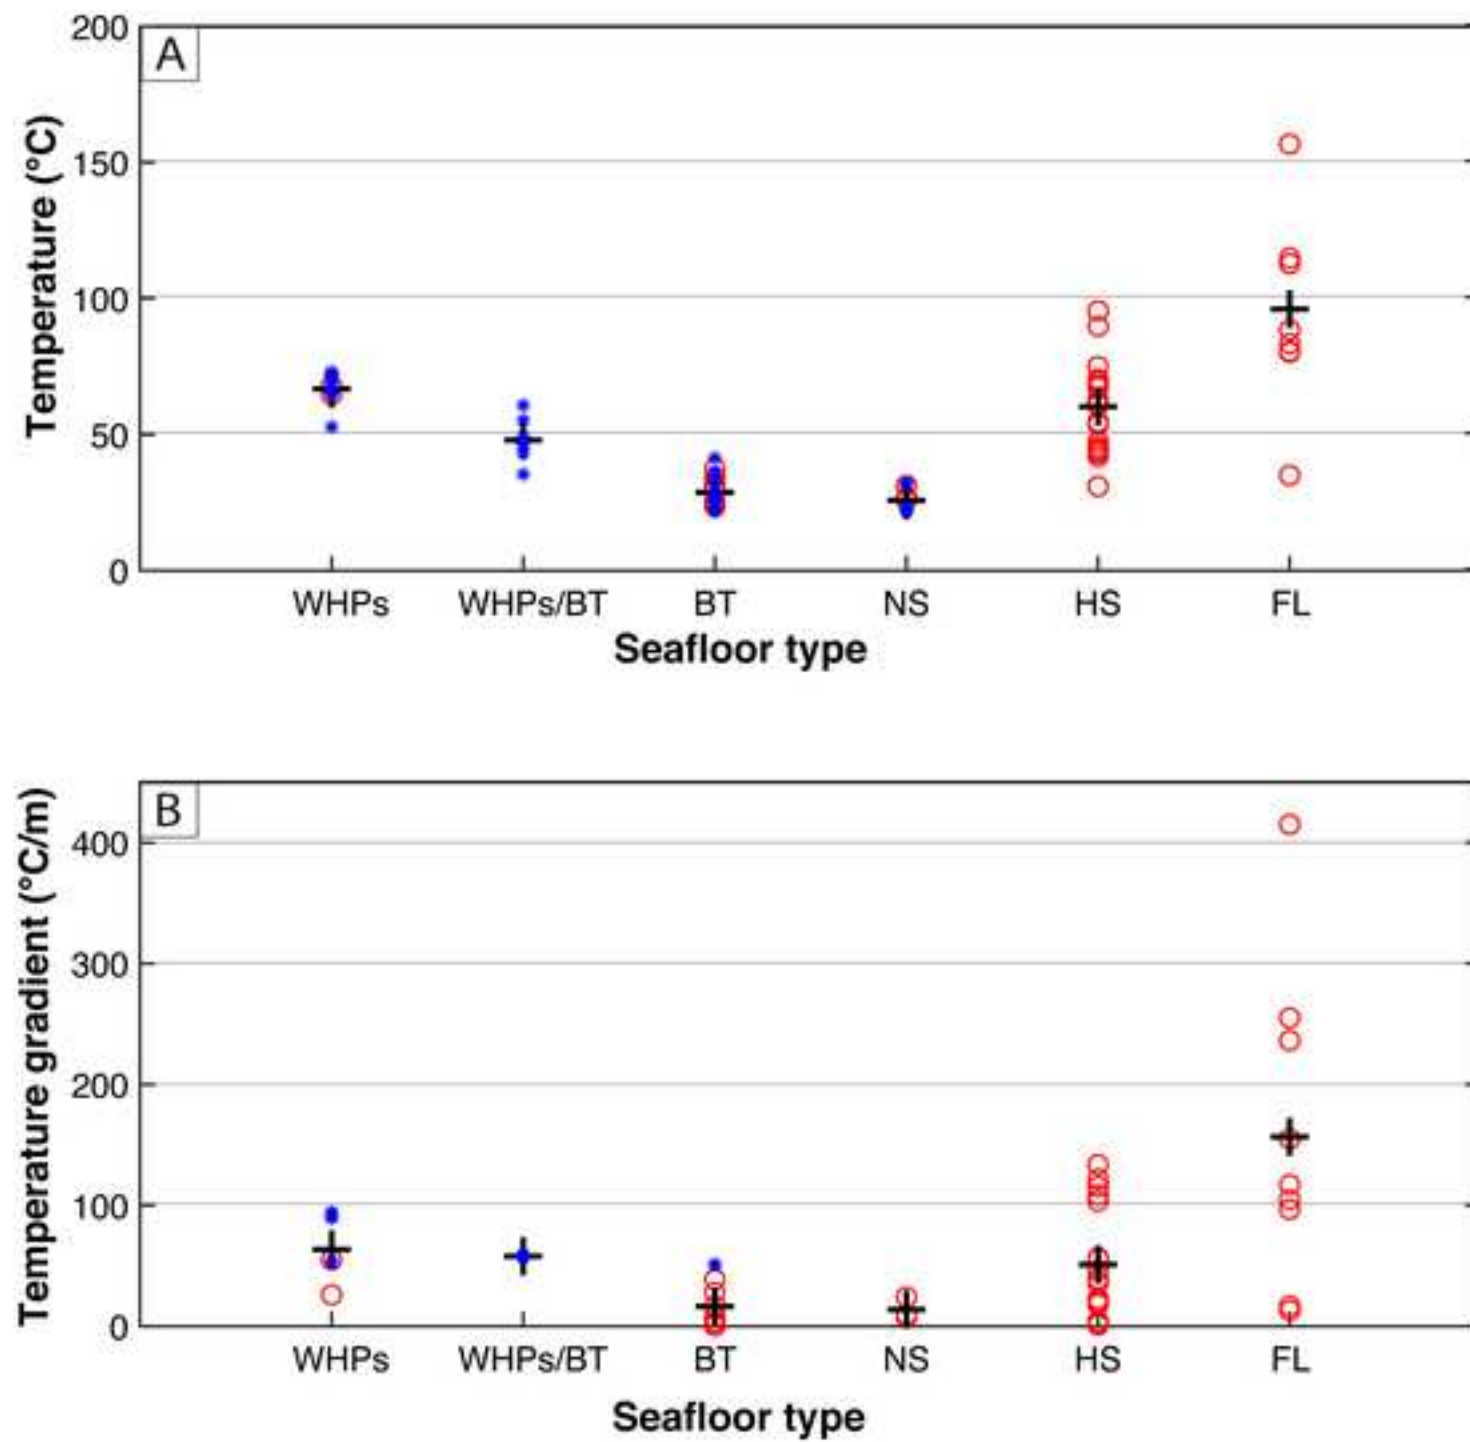 A
Temperature (°C)
200
150
100
50
0
WHPs WHPs/BT BT NS HS FL
Seafloor type
B
Temperature gradient (°C/m)
400
300
200
100
0
WHPs WHPs/BT BT NS HS FL
Seafloor type